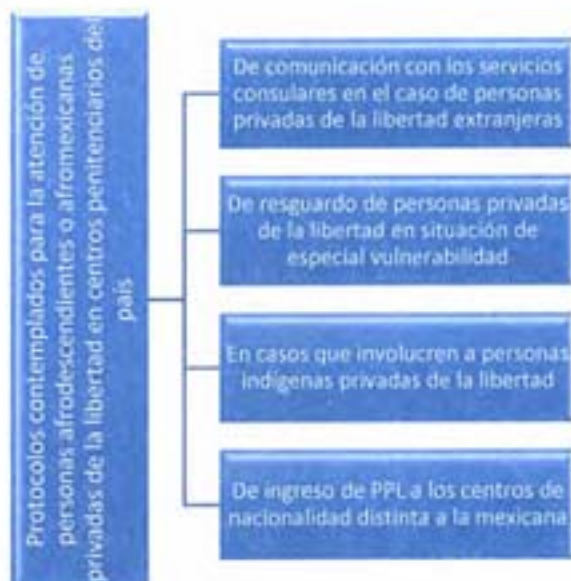 Protocolos contemplados para la atención de
personas afrodescendientes o afromexicanas
privadas de la libertad en centros penitenciarios del
país
De comunicación con los servicios
consulares en el caso de personas
privadas de la libertad extranjeras
De resguardo de personas privadas
de la libertad en situación de
especial vulnerabilidad
En casos que involucren a personas
indígenas privadas de la libertad
De ingreso de PPL a los centros de
nacionalidad distinta a la mexicana